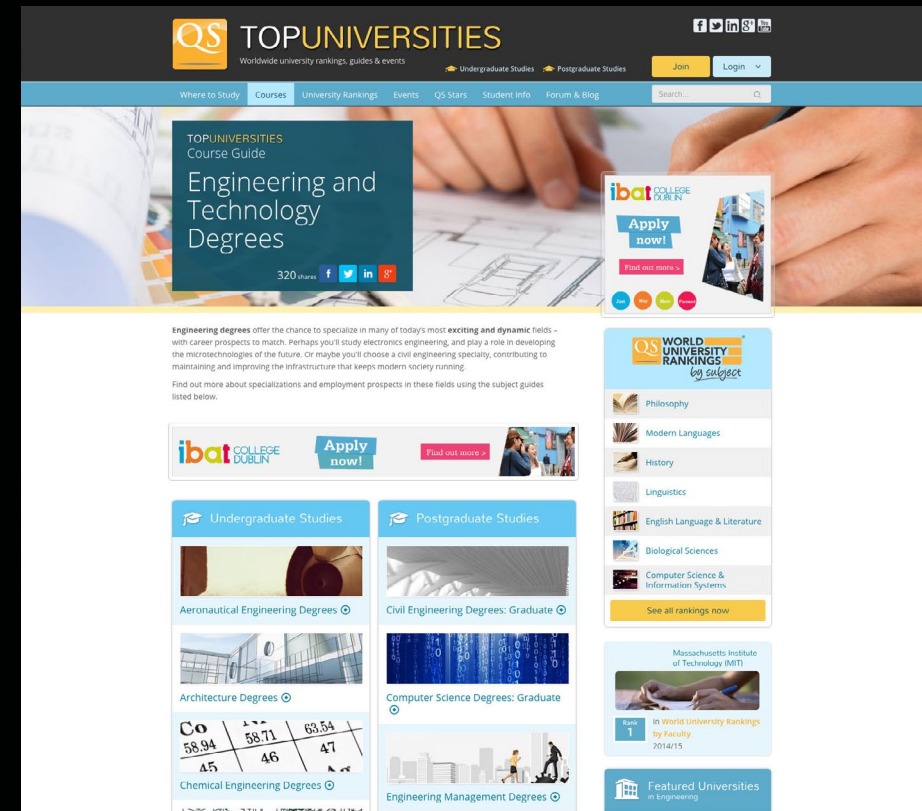 QS TOPUNIVERSITIES
Worldwide university rankings, guides & events
Undergraduate Studies Postgraduate Studies
Join Login
Where to Study Courses University Rankings Events QS Stars Student Info Forum & Blog
Search...
TOPUNIVERSITIES
Course Guide
Engineering and
Technology
Degrees
320 shares
ibat COLLEGE
DUBLIN
Apply
now!
Find out more >
Engineering degrees offer the chance to specialize in many of today's most exciting and dynamic fields –
with career prospects to match. Perhaps you'll study electronics engineering, and play a role in developing
the microtechnologies of the future. Or maybe you'll choose a civil engineering specialty, contributing to
maintaining and improving the infrastructure that keeps modern society running.
Find out more about specializations and employment prospects in these fields using the subject guides
listed below.
ibat COLLEGE
DUBLIN
Apply
now!
Find out more >
Undergraduate Studies
Aeronautical Engineering Degrees
Architecture Degrees
Co
58.94 58.71 63.54
45 46 47
Chemical Engineering Degrees
Postgraduate Studies
Civil Engineering Degrees: Graduate
Computer Science Degrees: Graduate
Engineering Management Degrees
QS WORLD
UNIVERSITY
RANKINGS
by subject
Philosophy
Modern Languages
History
Linguistics
English Language & Literature
Biological Sciences
Computer Science &
Information Systems
See all rankings now
Massachusetts Institute
of Technology (MIT)
Rank
1
in World University Rankings
by Faculty
2014/15
Featured Universities
in Engineering